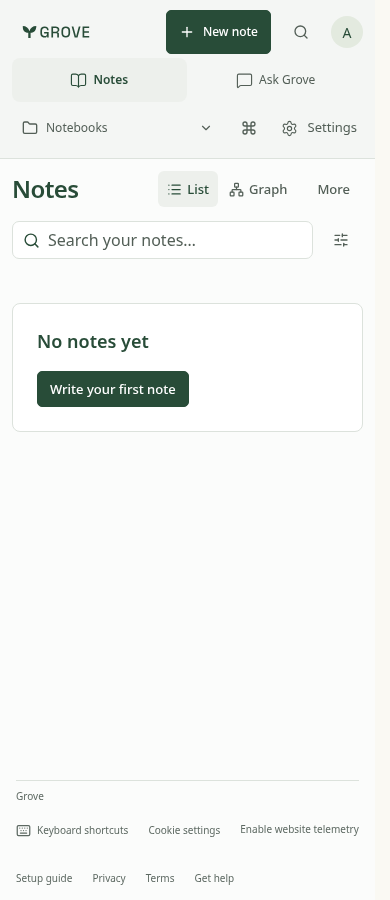 GROVE
New note
A
Notes
Ask Grove
Notebooks
Settings
Notes
List
Graph
More
Search your notes...
No notes yet
Write your first note
Grove
Keyboard shortcuts
Cookie settings
Enable website telemetry
Setup guide
Privacy
Terms
Get help